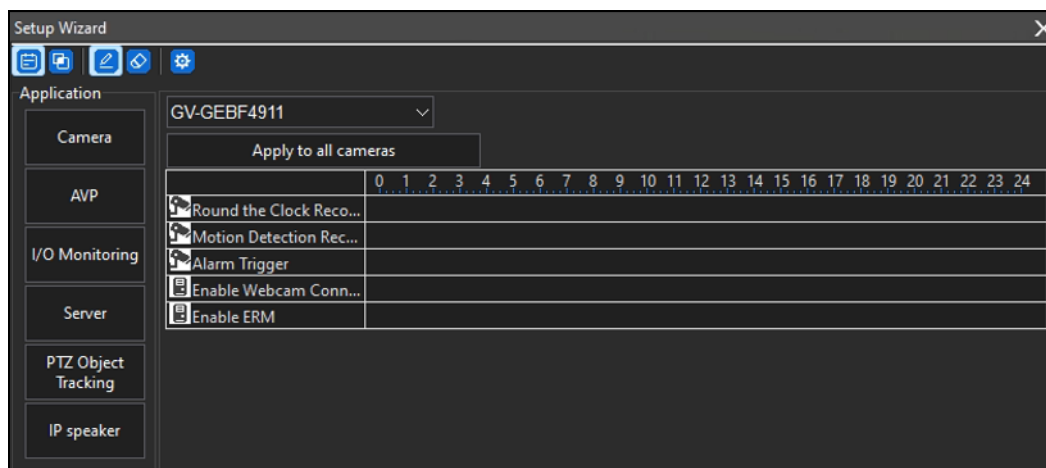 Setup Wizard
Application
Camera
AVP
I/O Monitoring
Server
PTZ Object
Tracking
IP speaker
GV-GEBF4911
Apply to all cameras
0 1 2 3 4 5 6 7 8 9 10 11 12 13 14 15 16 17 18 19 20 21 22 23 24
Round the Clock Reco...
Motion Detection Rec...
Alarm Trigger
Enable Webcam Conn...
Enable ERM